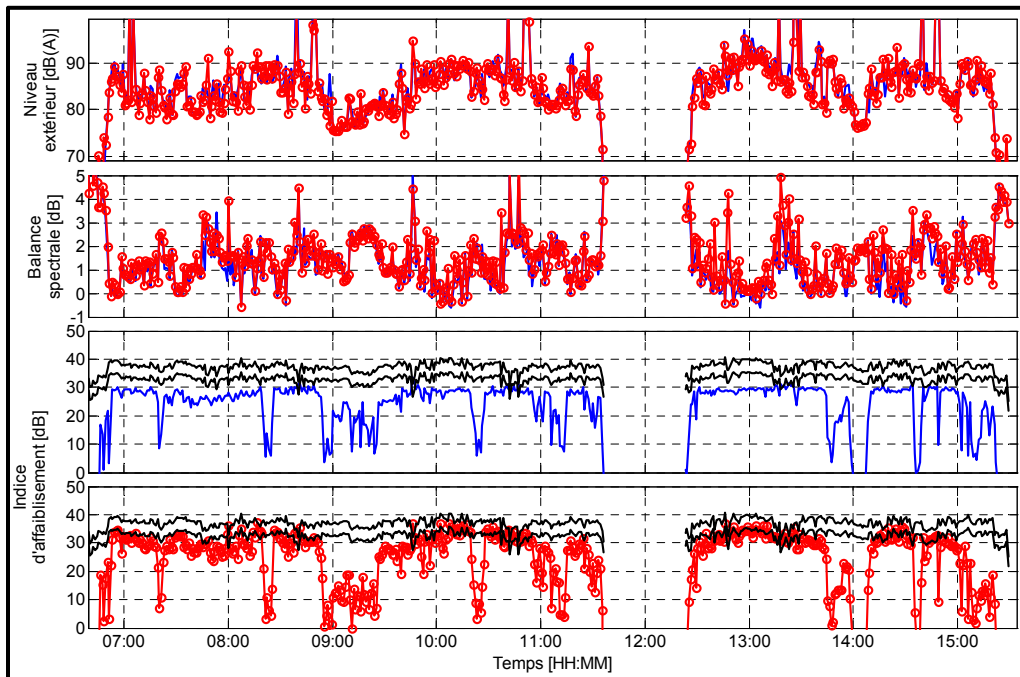 Niveau
extérieur [dB(A)]
90
80
70
Balance
spectrale [dB]
5
4
3
2
1
0
-1
Indice
d'affaiblisement [dB]
50
40
30
20
10
0
50
40
30
20
10
0
07:00 08:00 09:00 10:00 11:00 12:00 13:00 14:00 15:00
Temps [HH:MM]